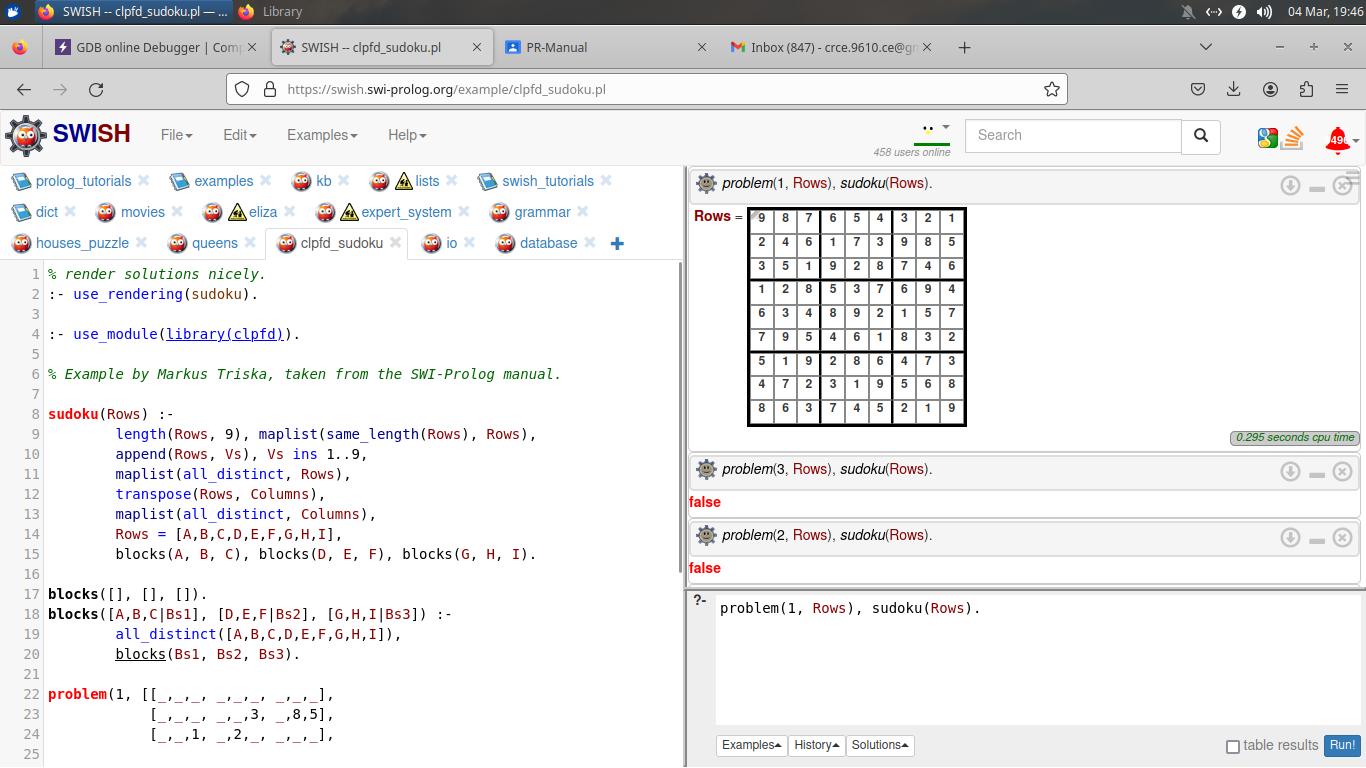 SWISH -- clpfd_sudoku.pl — ...
Library
04 Mar, 19:46
GDB online Debugger | Com
SWISH -- clpfd_sudoku.pl
PR-Manual
Inbox (847) - crce.9610.ce@g
https://swish.swi-prolog.org/example/clpfd_sudoku.pl
SWISH
File
Edit
Examples
Help
458 users online
Search
prolog_tutorials
examples
kb
lists
swish_tutorials
dict
movies
eliza
expert_system
grammar
houses_puzzle
queens
clpfd_sudoku
io
database
1 % render solutions nicely.
2 :- use_rendering(sudoku).
3
4 :- use_module(library(clpfd)).
5
6 % Example by Markus Triska, taken from the SWI-Prolog manual.
7
8 sudoku(Rows) :-
9 length(Rows, 9), maplist(same_length(Rows), Rows),
10 append(Rows, Vs), Vs ins 1..9,
11 maplist(all_distinct, Rows),
12 transpose(Rows, Columns),
13 maplist(all_distinct, Columns),
14 Rows = [A,B,C,D,E,F,G,H,I],
15 blocks(A, B, C), blocks(D, E, F), blocks(G, H, I).
16
17 blocks([], [], []).
18 blocks([A,B,C|Bs1], [D,E,F|Bs2], [G,H,I|Bs3]) :-
19 all_distinct([A,B,C,D,E,F,G,H,I]),
20 blocks(Bs1, Bs2, Bs3).
21
22 problem(1, [[_,_,_, _,_,_, _,_,_],
23 [_,_,_, _,_,3, _,8,5],
24 [_,_,1, _,2,_, _,_,_],
25
problem(1, Rows), sudoku(Rows).
Rows =
9 8 7 6 5 4 3 2 1
2 4 6 1 7 3 9 8 5
3 5 1 9 2 8 7 4 6
1 2 8 5 3 7 6 9 4
6 3 4 8 9 2 1 5 7
7 9 5 4 6 1 8 3 2
5 1 9 2 8 6 4 7 3
4 7 2 3 1 9 5 6 8
8 6 3 7 4 5 2 1 9
0.295 seconds cpu time
problem(3, Rows), sudoku(Rows).
false
problem(2, Rows), sudoku(Rows).
false
?- problem(1, Rows), sudoku(Rows).
Examples
History
Solutions
table results
Run!